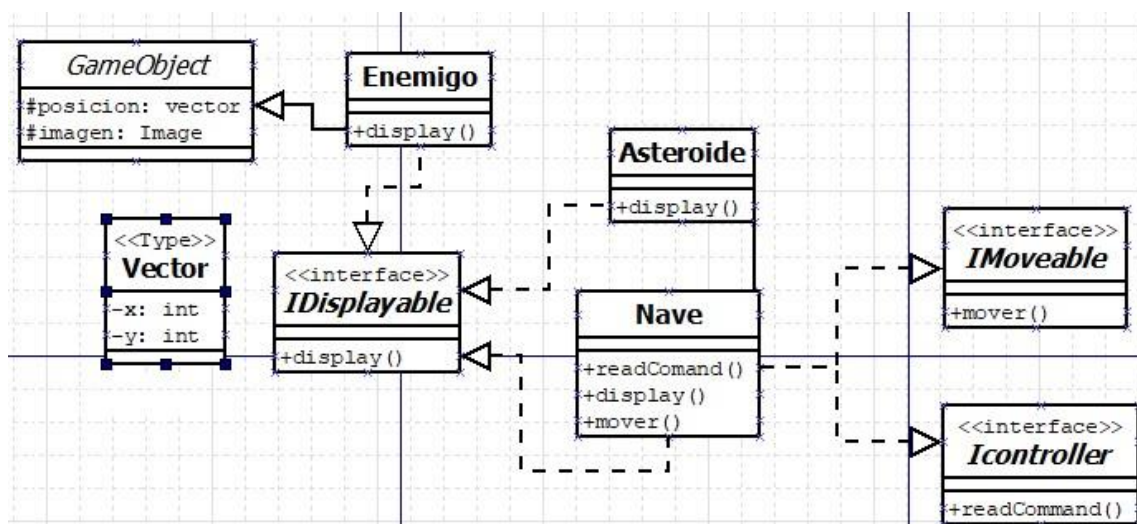 GameObject
#posicion: vector
#imagen: Image
Enemigo
+display()
Asteroide
+display()
<<Type>>
Vector
-x: int
-y: int
<<interface>>
IDisplayable
+display()
Nave
+readComand()
+display()
+mover()
<<interface>>
IMoveable
+mover()
<<interface>>
Icontroller
+readCommand()